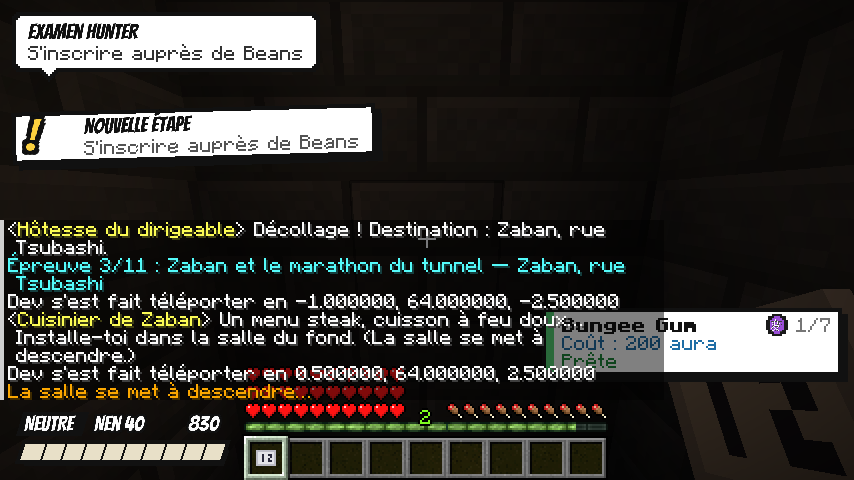 EXAMEN HUNTER
S'inscrire auprès de Beans
NOUVELLE ÉTAPE
S'inscrire auprès de Beans
<Hôtesse du dirigeable> Décollage ! Destination : Zaban, rue
Tsubashi.
Épreuve 3/11 : Zaban et le marathon du tunnel — Zaban, rue
Tsubashi
Dev s'est fait téléporter en -1.000000, 64.000000, -2.500000
<Cuisinier de Zaban> Un menu steak, cuisson à feu doux.
Installe-toi dans la salle du fond. (La salle se met à
descendre.)
Dev s'est fait téléporter en 0.500000, 64.000000, 2.500000
La salle se met à descendre...
Bungee Gum
1/7
Coût : 200 aura
Prête
NEUTRE NEN 40 830
2
12